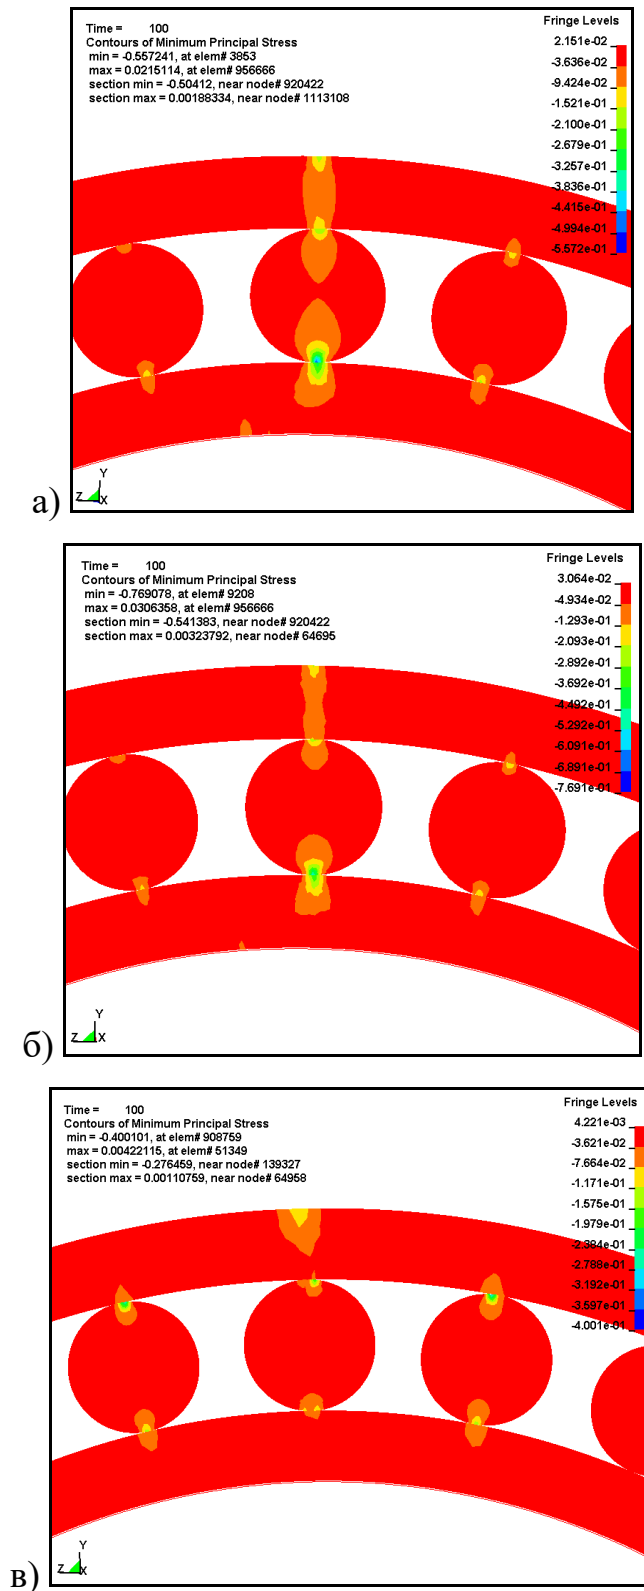 Time = 100
Contours of Minimum Principal Stress
min = -0.557241, at elem# 3853
max = 0.0215114, at elem# 956666
section min = -0.50412, near node# 920422
section max = 0.00188334, near node# 1113108
Fringe Levels
2.151e-02
-3.636e-02
-9.424e-02
-1.521e-01
-2.100e-01
-2.679e-01
-3.257e-01
-3.836e-01
-4.415e-01
-4.994e-01
-5.572e-01
Y
Z X
а)
Time = 100
Contours of Minimum Principal Stress
min = -0.769078, at elem# 9208
max = 0.0306358, at elem# 956666
section min = -0.541383, near node# 920422
section max = 0.00323792, near node# 64695
Fringe Levels
3.064e-02
-4.934e-02
-1.293e-01
-2.093e-01
-2.892e-01
-3.692e-01
-4.492e-01
-5.292e-01
-6.091e-01
-6.891e-01
-7.691e-01
Y
Z X
б)
Time = 100
Contours of Minimum Principal Stress
min = -0.400101, at elem# 908759
max = 0.00422115, at elem# 51349
section min = -0.276459, near node# 139327
section max = 0.00110759, near node# 64958
Fringe Levels
4.221e-03
-3.621e-02
-7.664e-02
-1.171e-01
-1.575e-01
-1.979e-01
-2.384e-01
-2.788e-01
-3.192e-01
-3.597e-01
-4.001e-01
Y
Z X
в)